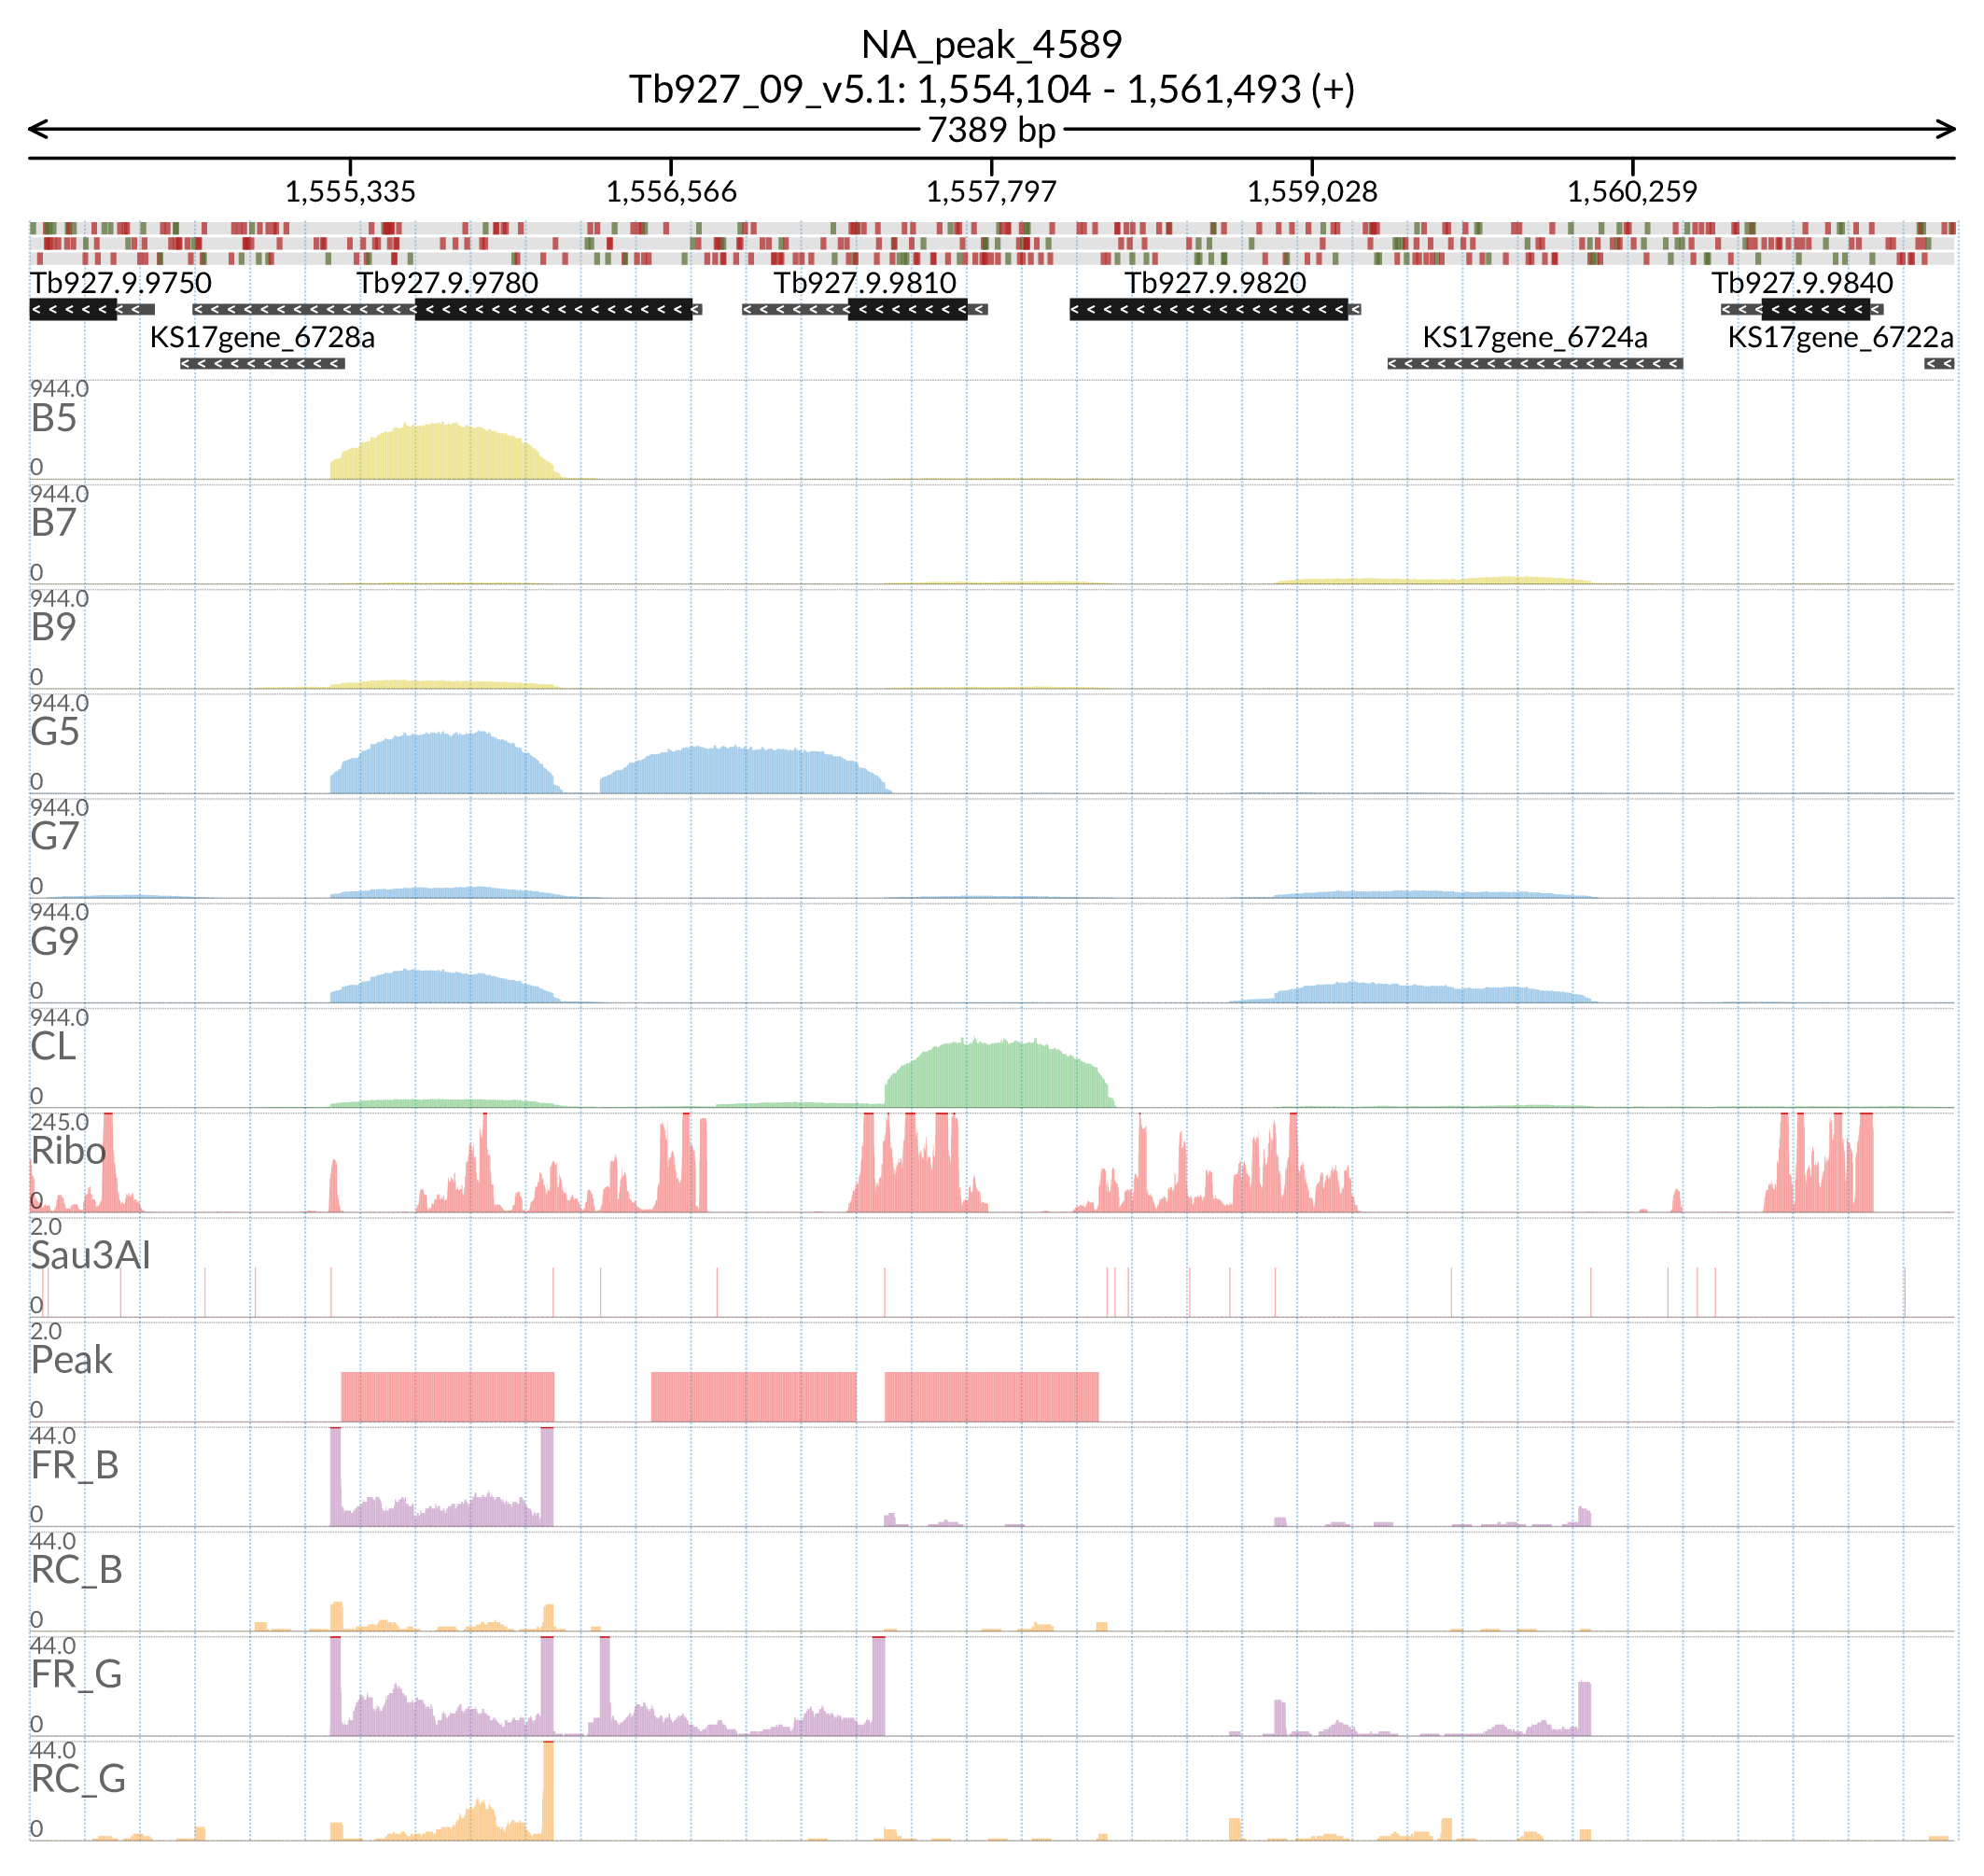 NA_peak_4589
Tb927_09_v5.1: 1,554,104 - 1,561,493 (+)
7389 bp
1,555,335 1,556,566 1,557,797 1,559,028 1,560,259
Tb927.9.9750 Tb927.9.9780 Tb927.9.9810 Tb927.9.9820 Tb927.9.9840
KS17gene_6728a KS17gene_6724a KS17gene_6722a
944.0
B5
0
944.0
B7
0
944.0
B9
0
944.0
G5
0
944.0
G7
0
944.0
G9
0
944.0
CL
0
245.0
Ribo
0
2.0
Sau3AI
0
2.0
Peak
0
44.0
FR_B
0
44.0
RC_B
0
44.0
FR_G
0
44.0
RC_G
0